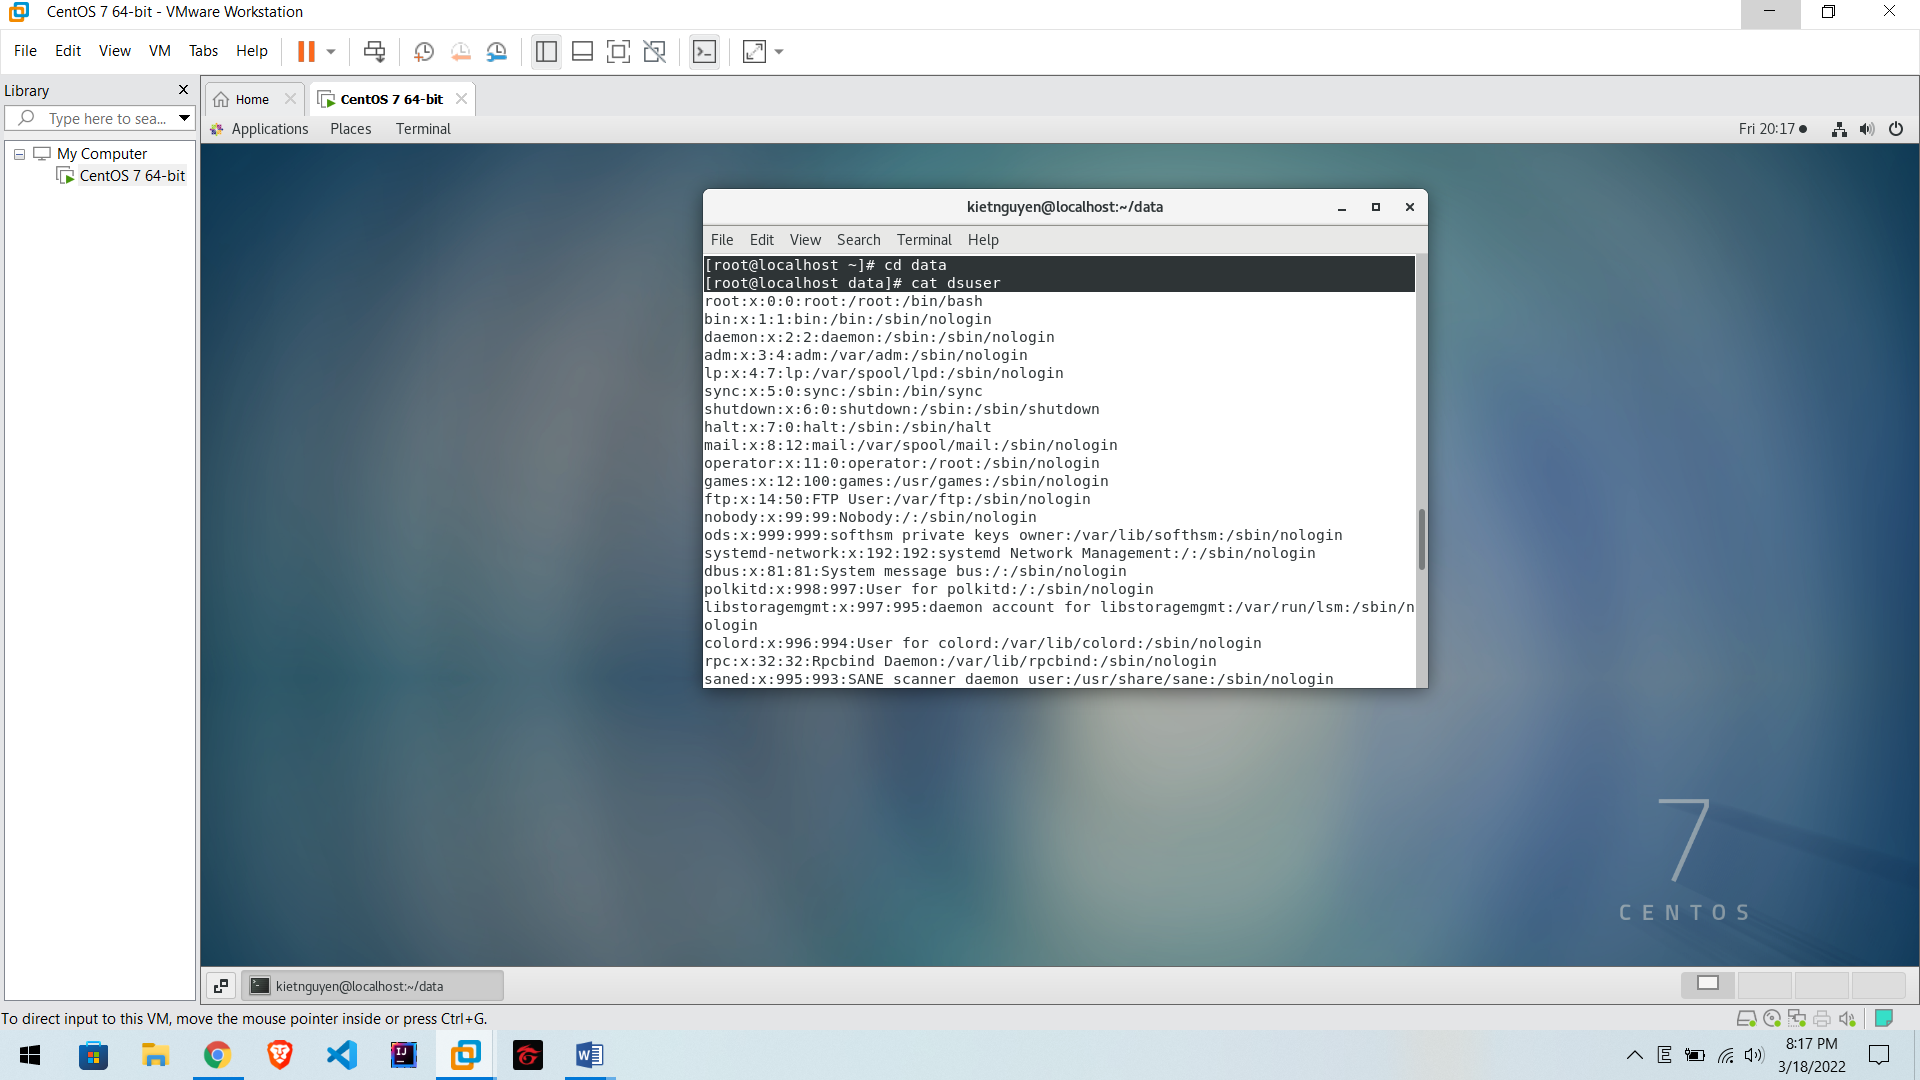 CentOS 7 64-bit - VMware Workstation
File Edit View VM Tabs Help
Library
Type here to sea...
My Computer
CentOS 7 64-bit
Home
CentOS 7 64-bit
Applications Places Terminal
Fri 20:17
kietnguyen@localhost:~/data
File Edit View Search Terminal Help
[root@localhost ~]# cd data
[root@localhost data]# cat dsuser
root:x:0:0:root:/root:/bin/bash
bin:x:1:1:bin:/bin:/sbin/nologin
daemon:x:2:2:daemon:/sbin:/sbin/nologin
adm:x:3:4:adm:/var/adm:/sbin/nologin
lp:x:4:7:lp:/var/spool/lpd:/sbin/nologin
sync:x:5:0:sync:/sbin:/bin/sync
shutdown:x:6:0:shutdown:/sbin:/sbin/shutdown
halt:x:7:0:halt:/sbin:/sbin/halt
mail:x:8:12:mail:/var/spool/mail:/sbin/nologin
operator:x:11:0:operator:/root:/sbin/nologin
games:x:12:100:games:/usr/games:/sbin/nologin
ftp:x:14:50:FTP User:/var/ftp:/sbin/nologin
nobody:x:99:99:Nobody:/:/sbin/nologin
ods:x:999:999:softhsm private keys owner:/var/lib/softhsm:/sbin/nologin
systemd-network:x:192:192:systemd Network Management:/:/sbin/nologin
dbus:x:81:81:System message bus:/:/sbin/nologin
polkitd:x:998:997:User for polkitd:/:/sbin/nologin
libstoragemgmt:x:997:995:daemon account for libstoragemgmt:/var/run/lsm:/sbin/n
ologin
colord:x:996:994:User for colord:/var/lib/colord:/sbin/nologin
rpc:x:32:32:Rpcbind Daemon:/var/lib/rpcbind:/sbin/nologin
saned:x:995:993:SANE scanner daemon user:/usr/share/sane:/sbin/nologin
7
CENTOS
kietnguyen@localhost:~/data
To direct input to this VM, move the mouse pointer inside or press Ctrl+G.
IJ
W
E
8:17 PM
3/18/2022